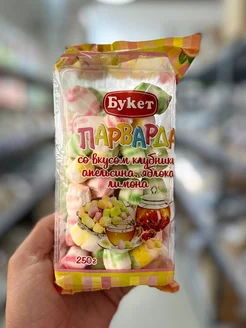 Букет
ПАРВАРДА
со вкусом клубники
апельсина, яблока
лимона
250г